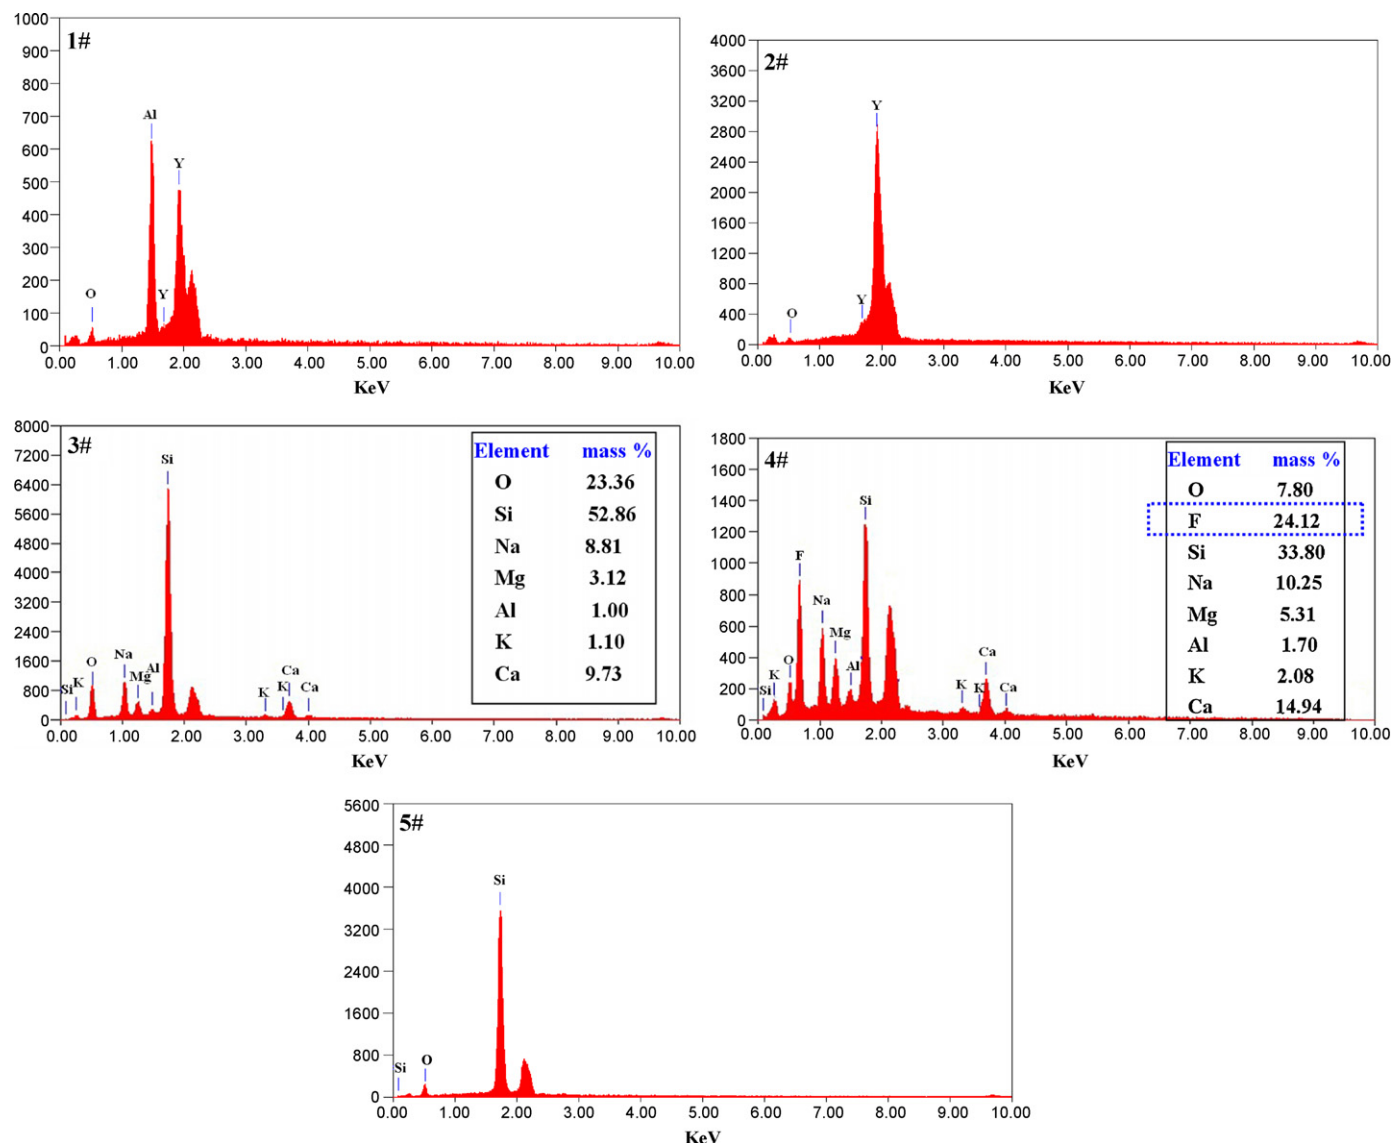 1#
1000
900
800
700
600
500
400
300
200
100
0
Al
Y
Y
O
0.00 1.00 2.00 3.00 4.00 5.00 6.00 7.00 8.00 9.00 10.00
KeV
2#
4000
3600
3200
2800
2400
2000
1600
1200
800
400
0
Y
Y
O
0.00 1.00 2.00 3.00 4.00 5.00 6.00 7.00 8.00 9.00 10.00
KeV
3#
8000
7200
6400
5600
4800
4000
3200
2400
1600
800
0
Si
Si K O Na Mg Al K K Ca Ca
Element mass %
O 23.36
Si 52.86
Na 8.81
Mg 3.12
Al 1.00
K 1.10
Ca 9.73
0.00 1.00 2.00 3.00 4.00 5.00 6.00 7.00 8.00 9.00 10.00
KeV
4#
1800
1600
1400
1200
1000
800
600
400
200
0
Si
F
Na
Si K O Mg Al K K Ca Ca
Element mass %
O 7.80
F 24.12
Si 33.80
Na 10.25
Mg 5.31
Al 1.70
K 2.08
Ca 14.94
0.00 1.00 2.00 3.00 4.00 5.00 6.00 7.00 8.00 9.00 10.00
KeV
5#
5600
4800
4000
3200
2400
1600
800
0
Si
Si O
0.00 1.00 2.00 3.00 4.00 5.00 6.00 7.00 8.00 9.00 10.00
KeV